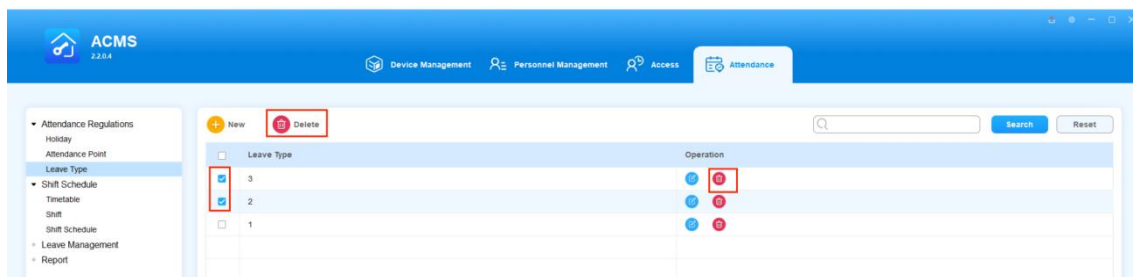 ACMS
2.2.0.4
Device Management Personnel Management Access Attendance
Attendance Regulations
Holiday
Attendance Point
Leave Type
Shift Schedule
Timetable
Shift
Shift Schedule
Leave Management
Report
New Delete Search Reset
Leave Type Operation
3
2
1